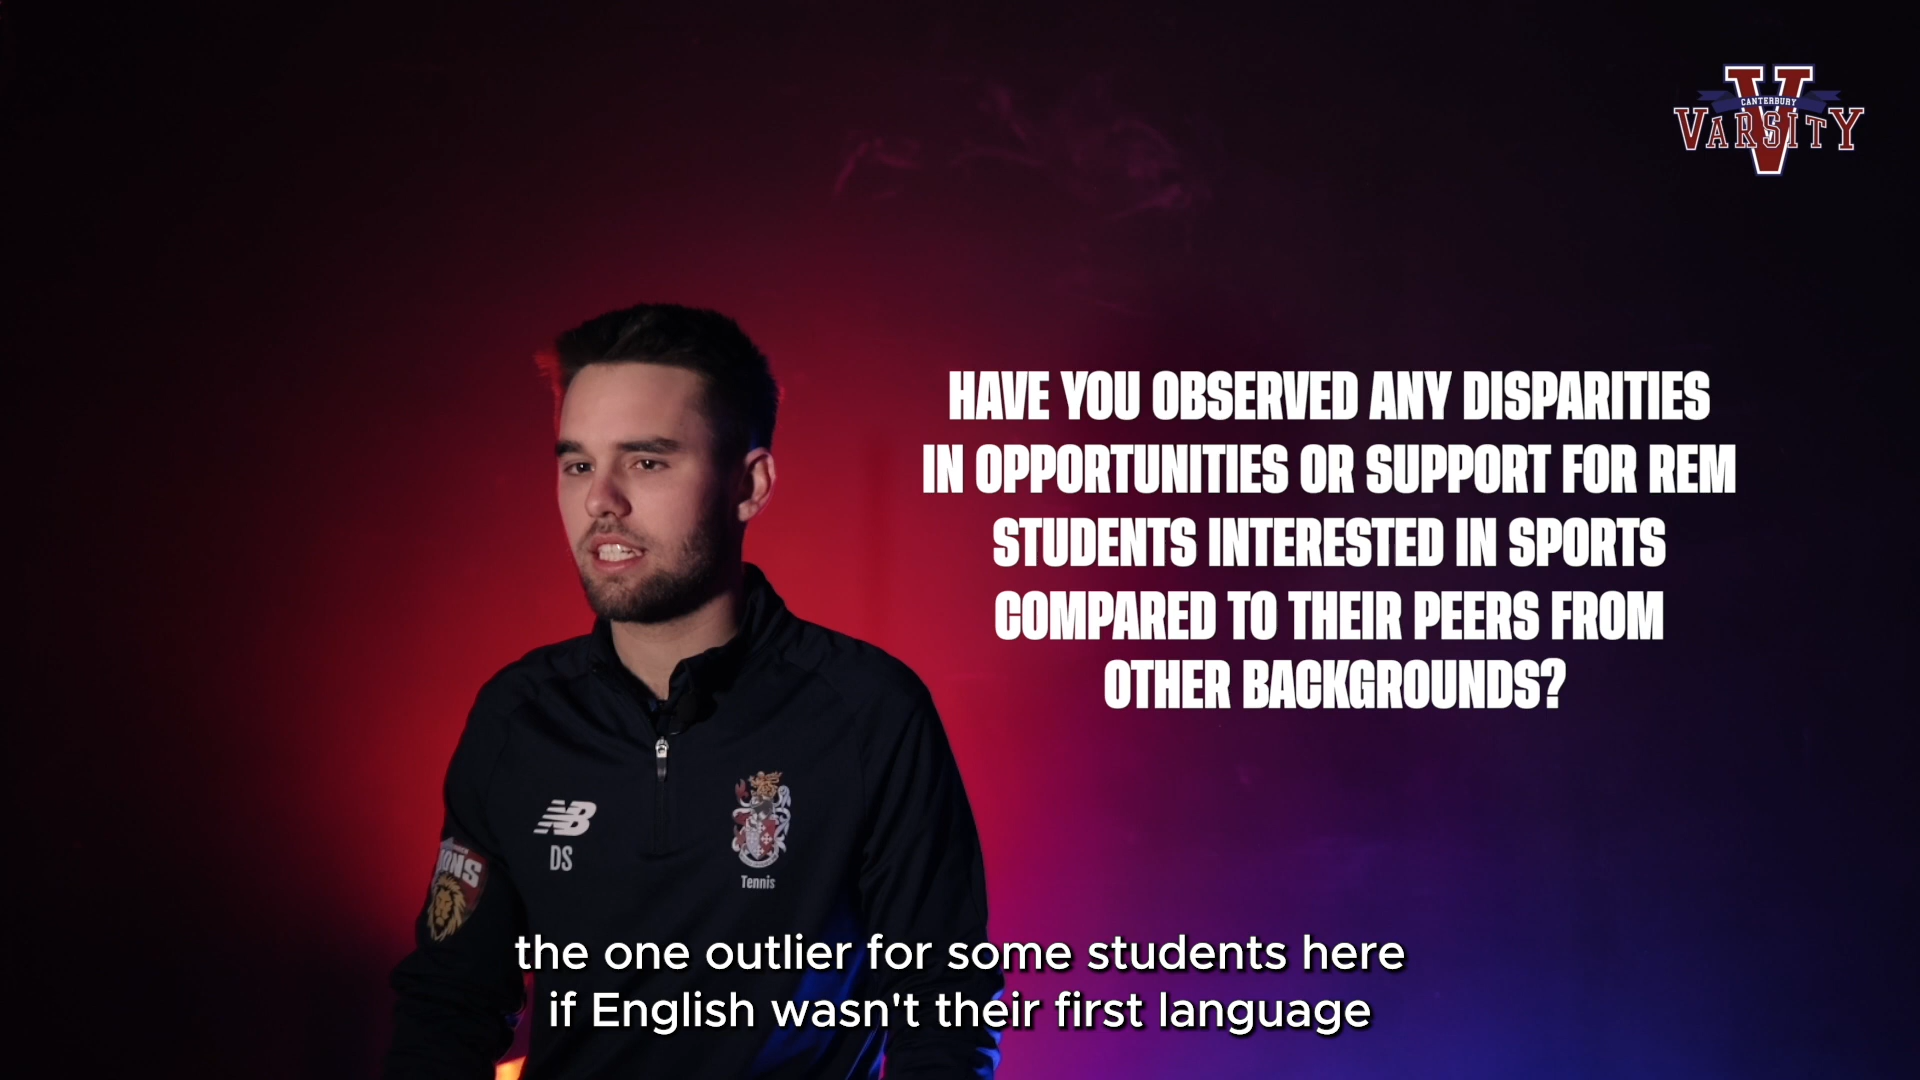 CANTERBURY
VARSITY
HAVE YOU OBSERVED ANY DISPARITIES
IN OPPORTUNITIES OR SUPPORT FOR REM
STUDENTS INTERESTED IN SPORTS
COMPARED TO THEIR PEERS FROM
OTHER BACKGROUNDS?
NB
DS
Tennis
the one outlier for some students here
if English wasn't their first language